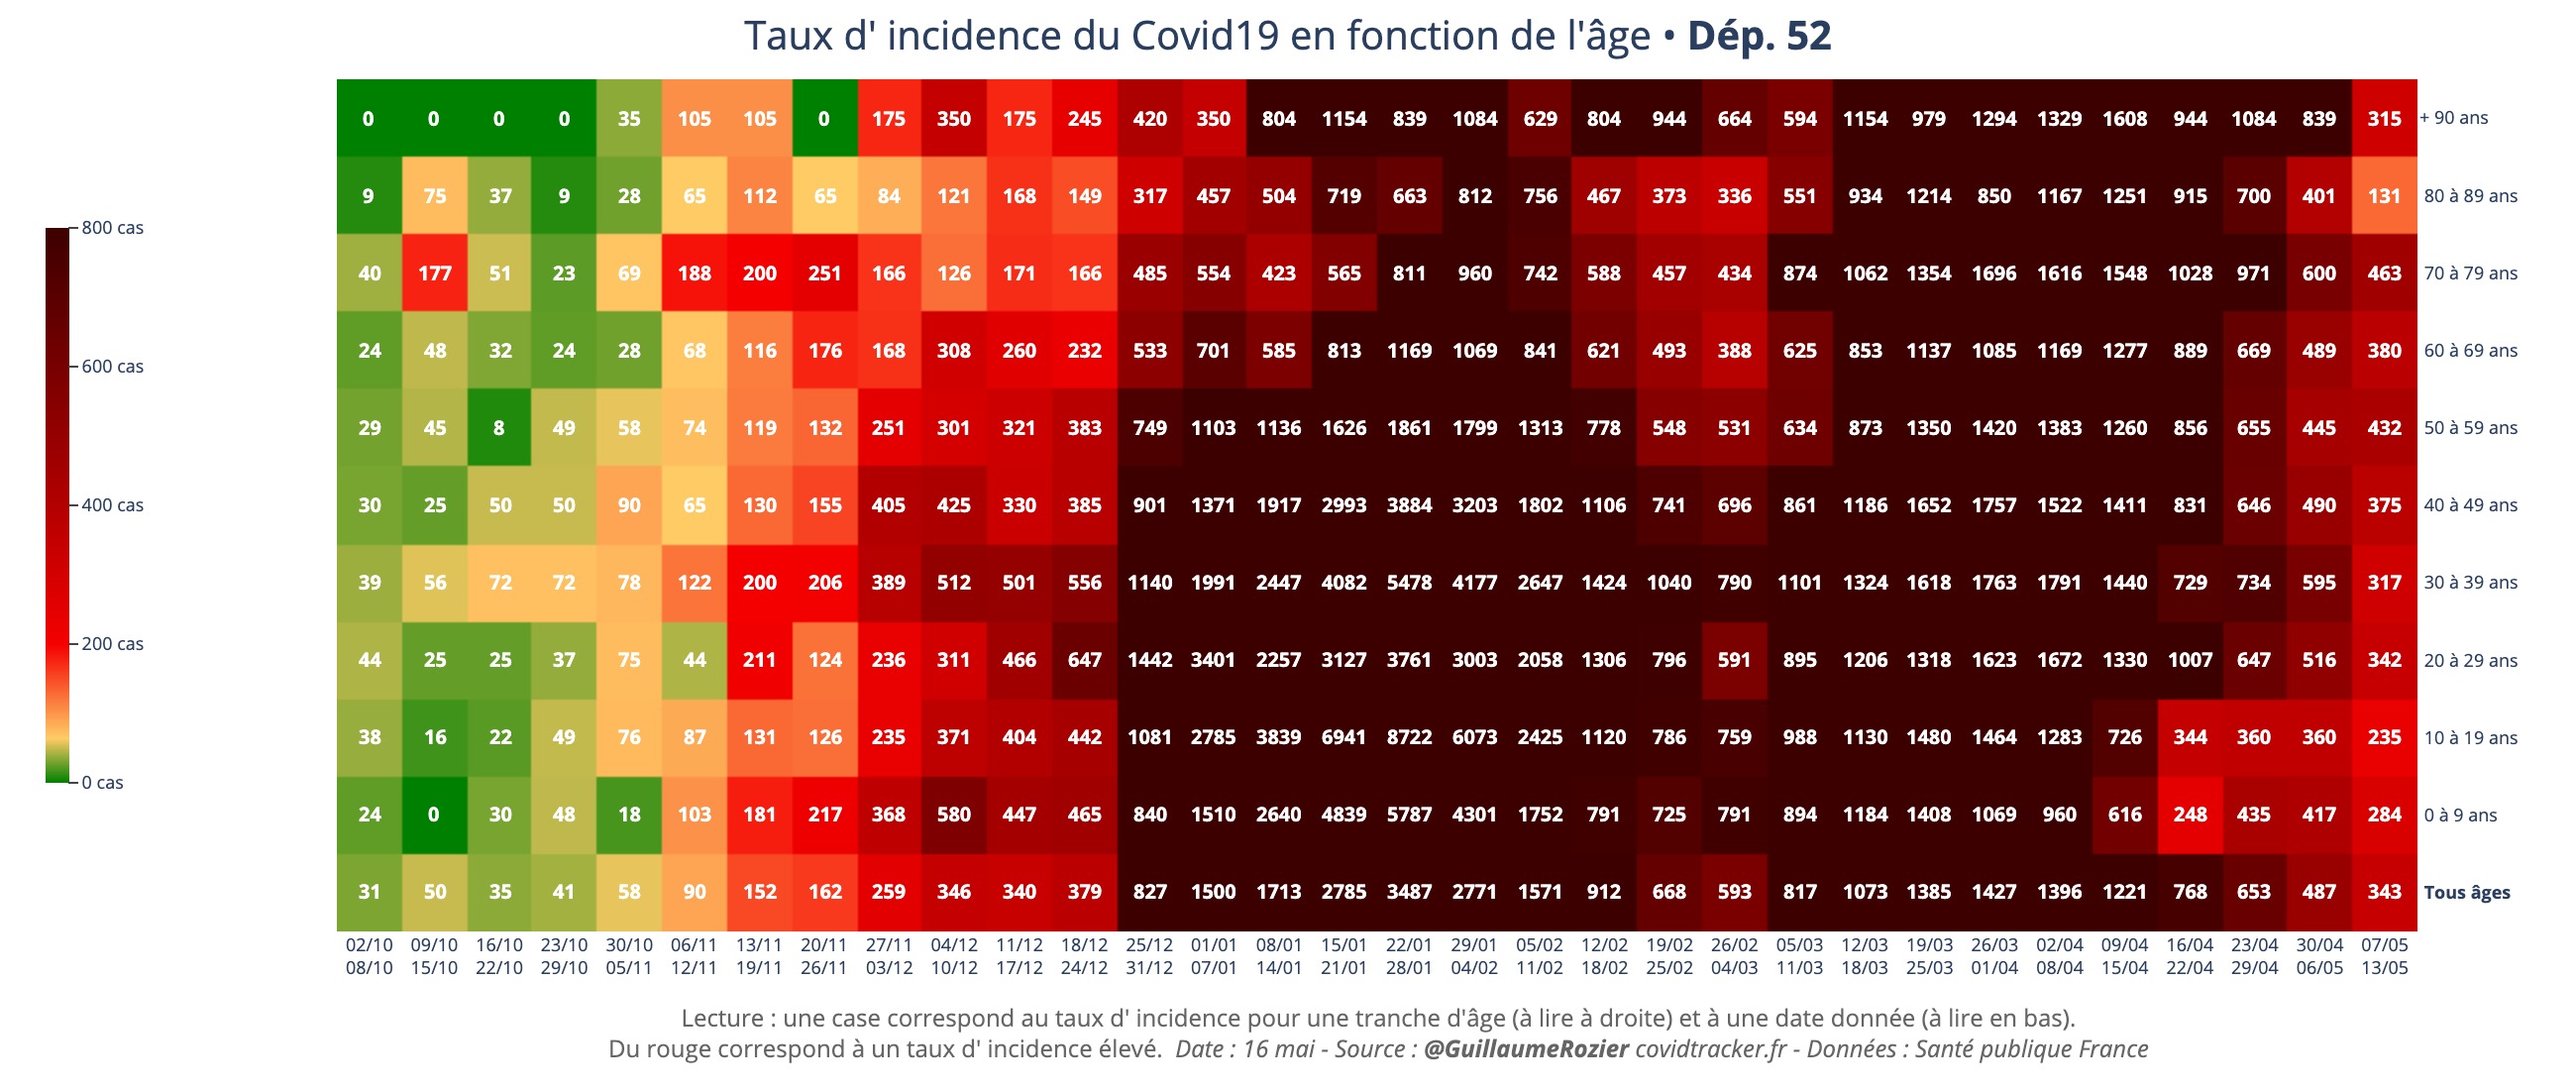 Taux d' incidence du Covid19 en fonction de l'âge • Dép. 52
0 0 0 0 35 105 105 0 175 350 175 245 420 350 804 1154 839 1084 629 804 944 664 594 1154 979 1294 1329 1608 944 1084 839 315 + 90 ans
9 75 37 9 28 65 112 65 84 121 168 149 317 457 504 719 663 812 756 467 373 336 551 934 1214 850 1167 1251 915 700 401 131 80 à 89 ans
800 cas
40 177 51 23 69 188 200 251 166 126 171 166 485 554 423 565 811 960 742 588 457 434 874 1062 1354 1696 1616 1548 1028 971 600 463 70 à 79 ans
24 48 32 24 28 68 116 176 168 308 260 232 533 701 585 813 1169 1069 841 621 493 388 625 853 1137 1085 1169 1277 889 669 489 380 60 à 69 ans
600 cas
29 45 8 49 58 74 119 132 251 301 321 383 749 1103 1136 1626 1861 1799 1313 778 548 531 634 873 1350 1420 1383 1260 856 655 445 432 50 à 59 ans
400 cas
30 25 50 50 90 65 130 155 405 425 330 385 901 1371 1917 2993 3884 3203 1802 1106 741 696 861 1186 1652 1757 1522 1411 831 646 490 375 40 à 49 ans
39 56 72 72 78 122 200 206 389 512 501 556 1140 1991 2447 4082 5478 4177 2647 1424 1040 790 1101 1324 1618 1763 1791 1440 729 734 595 317 30 à 39 ans
200 cas
44 25 25 37 75 44 211 124 236 311 466 647 1442 3401 2257 3127 3761 3003 2058 1306 796 591 895 1206 1318 1623 1672 1330 1007 647 516 342 20 à 29 ans
38 16 22 49 76 87 131 126 235 371 404 442 1081 2785 3839 6941 8722 6073 2425 1120 786 759 988 1130 1480 1464 1283 726 344 360 360 235 10 à 19 ans
0 cas
24 0 30 48 18 103 181 217 368 580 447 465 840 1510 2640 4839 5787 4301 1752 791 725 791 894 1184 1408 1069 960 616 248 435 417 284 0 à 9 ans
31 50 35 41 58 90 152 162 259 346 340 379 827 1500 1713 2785 3487 2771 1571 912 668 593 817 1073 1385 1427 1396 1221 768 653 487 343 Tous âges
02/10 09/10 16/10 23/10 30/10 06/11 13/11 20/11 27/11 04/12 11/12 18/12 25/12 01/01 08/01 15/01 22/01 29/01 05/02 12/02 19/02 26/02 05/03 12/03 19/03 26/03 02/04 09/04 16/04 23/04 30/04 07/05
08/10 15/10 22/10 29/10 05/11 12/11 19/11 26/11 03/12 10/12 17/12 24/12 31/12 07/01 14/01 21/01 28/01 04/02 11/02 18/02 25/02 04/03 11/03 18/03 25/03 01/04 08/04 15/04 22/04 29/04 06/05 13/05
Lecture : une case correspond au taux d' incidence pour une tranche d'âge (à lire à droite) et à une date donnée (à lire en bas).
Du rouge correspond à un taux d' incidence élevé. Date : 16 mai - Source : @GuillaumeRozier covidtracker.fr - Données : Santé publique France